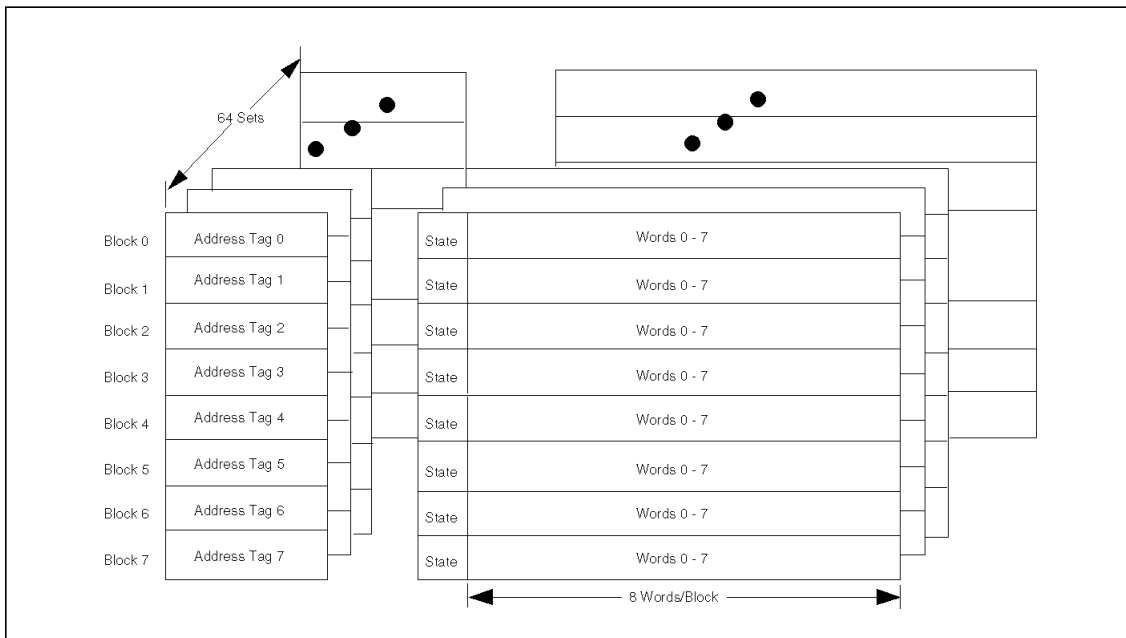 64 Sets
Block 0 Address Tag 0 State Words 0 - 7
Block 1 Address Tag 1 State Words 0 - 7
Block 2 Address Tag 2 State Words 0 - 7
Block 3 Address Tag 3 State Words 0 - 7
Block 4 Address Tag 4 State Words 0 - 7
Block 5 Address Tag 5 State Words 0 - 7
Block 6 Address Tag 6 State Words 0 - 7
Block 7 Address Tag 7 State Words 0 - 7
8 Words/Block